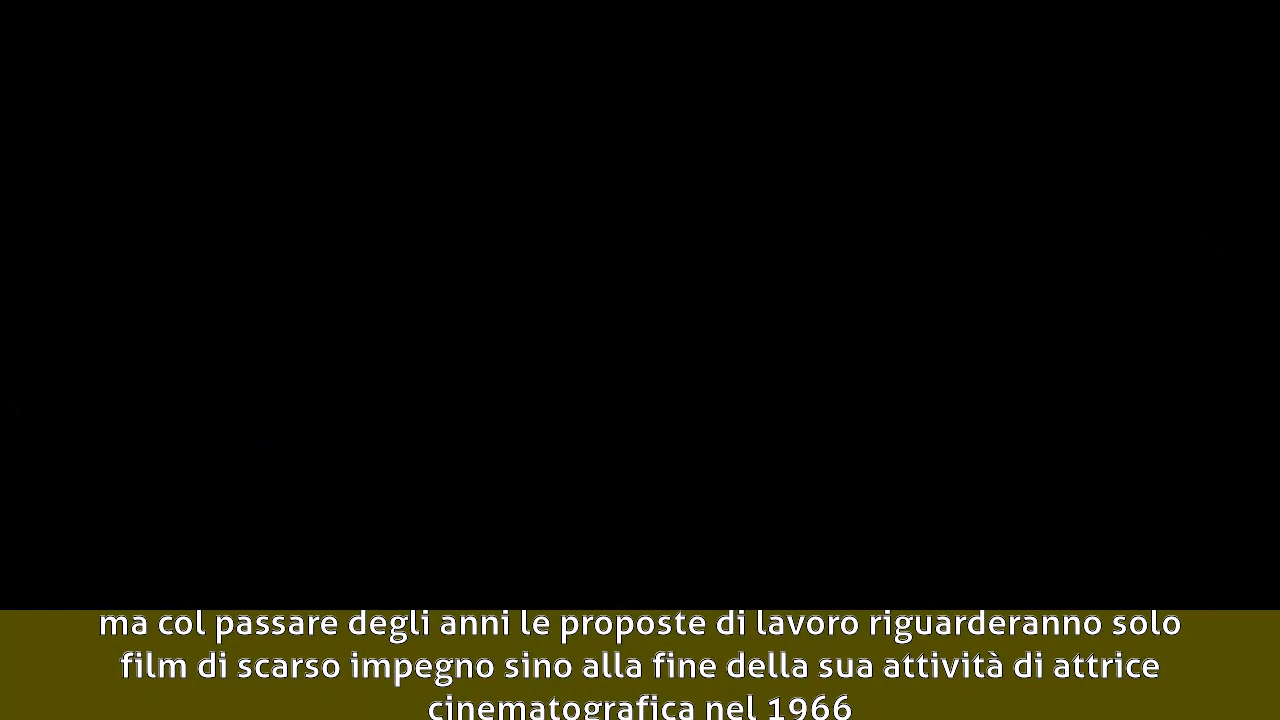 ma col passare degli anni le proposte di lavoro riguarderanno solo
film di scarso impegno sino alla fine della sua attività di attrice
cinematografica nel 1966